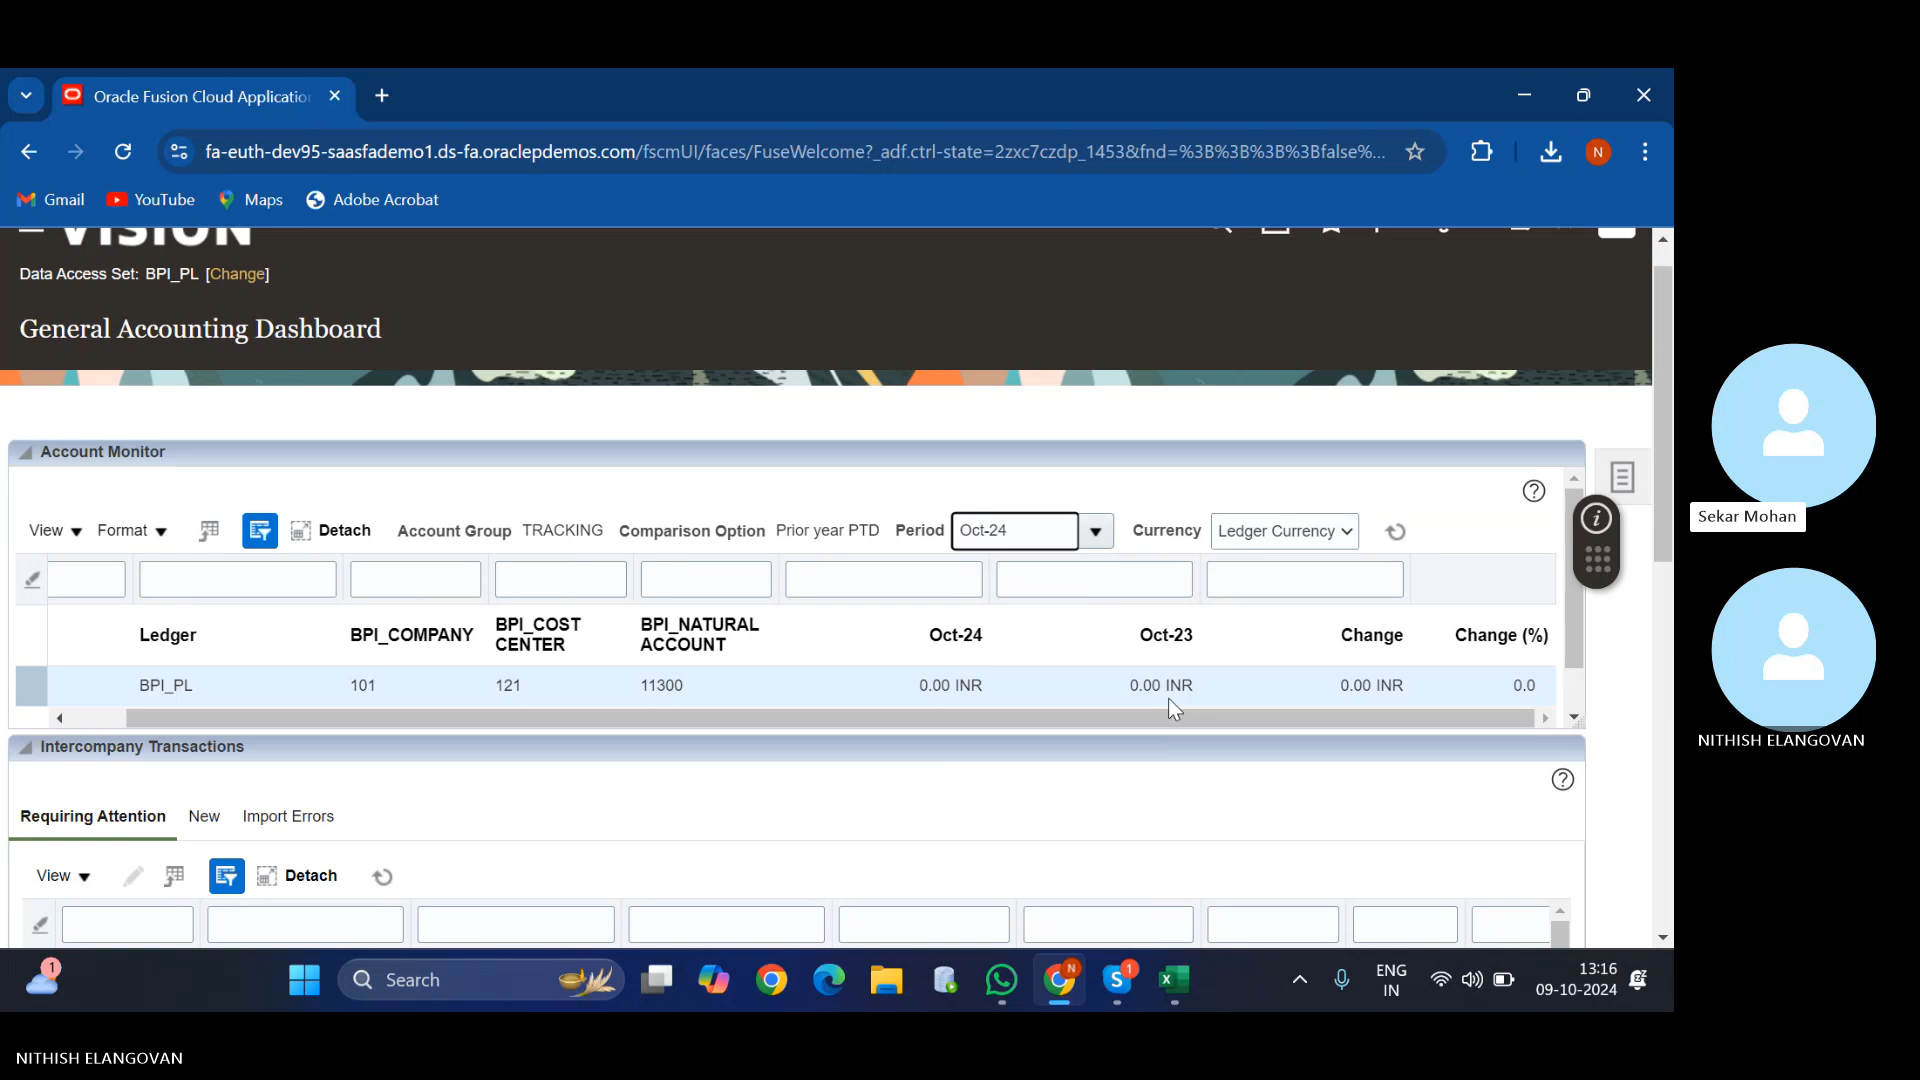 Oracle Fusion Cloud Applicatio
fa-euth-dev95-saasfademo1.ds-fa.oraclepdemos.com/fscmUI/faces/FuseWelcome?_adf.ctrl-state=2zxc7czdp_1453&fnd=%3B%3B%3B%3Bfalse%...
N
Gmail YouTube Maps Adobe Acrobat
VISION
Data Access Set: BPI_PL [Change]
General Accounting Dashboard
Account Monitor
View Format Detach Account Group TRACKING Comparison Option Prior year PTD Period Oct-24 Currency Ledger Currency
Ledger BPI_COMPANY BPI_COST CENTER BPI_NATURAL ACCOUNT Oct-24 Oct-23 Change Change (%)
BPI_PL 101 121 11300 0.00 INR 0.00 INR 0.00 INR 0.0
Intercompany Transactions
Requiring Attention New Import Errors
View Detach
1 Search N 1 ENG IN 13:16 09-10-2024
Sekar Mohan
NITHISH ELANGOVAN
NITHISH ELANGOVAN